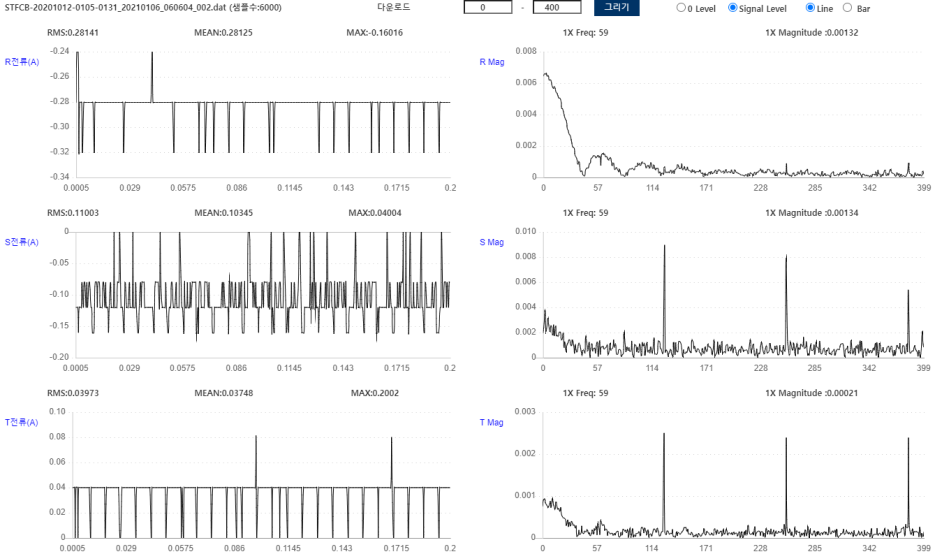 STFCB-20201012-0105-0131_20210106_060604_002.dat (샘플수:6000) 다운로드 0 - 400 그리기 0 Level Signal Level Line Bar
RMS:0.28141 MEAN:0.28125 MAX:-0.16016
R전류(A)
-0.24
-0.26
-0.28
-0.30
-0.32
-0.34
0.0005 0.029 0.0575 0.086 0.1145 0.143 0.1715 0.2
1X Freq: 59 1X Magnitude :0.00132
R Mag
0.008
0.006
0.004
0.002
0
0 57 114 171 228 285 342 399
RMS:0.11003 MEAN:0.10345 MAX:0.04004
S전류(A)
0
-0.05
-0.10
-0.15
-0.20
0.0005 0.029 0.0575 0.086 0.1145 0.143 0.1715 0.2
1X Freq: 59 1X Magnitude :0.00134
S Mag
0.010
0.008
0.006
0.004
0.002
0
0 57 114 171 228 285 342 399
RMS:0.03973 MEAN:0.03748 MAX:0.2002
T전류(A)
0.10
0.08
0.06
0.04
0.02
0
0.0005 0.029 0.0575 0.086 0.1145 0.143 0.1715 0.2
1X Freq: 59 1X Magnitude :0.00021
T Mag
0.003
0.002
0.001
0
0 57 114 171 228 285 342 399